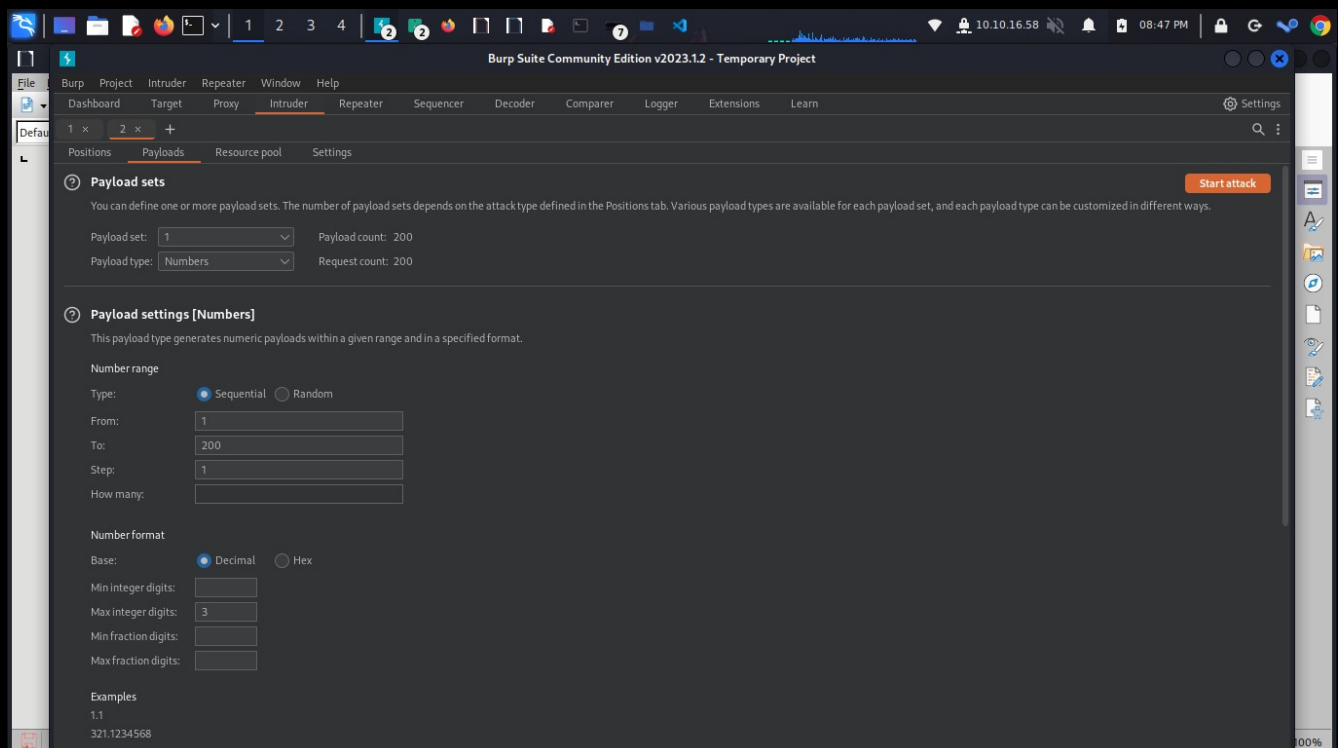 1 2 3 4 2 2 7 10.10.16.58 08:47 PM
Burp Suite Community Edition v2023.1.2 - Temporary Project
File Burp Project Intruder Repeater Window Help
Dashboard Target Proxy Intruder Repeater Sequencer Decoder Comparer Logger Extensions Learn Settings
Defau 1 × 2 × +
Positions Payloads Resource pool Settings
? Payload sets Start attack
You can define one or more payload sets. The number of payload sets depends on the attack type defined in the Positions tab. Various payload types are available for each payload set, and each payload type can be customized in different ways.
Payload set: 1 Payload count: 200
Payload type: Numbers Request count: 200
? Payload settings [Numbers]
This payload type generates numeric payloads within a given range and in a specified format.
Number range
Type: Sequential Random
From: 1
To: 200
Step: 1
How many:
Number format
Base: Decimal Hex
Min integer digits:
Max integer digits: 3
Min fraction digits:
Max fraction digits:
Examples
1.1
321.1234568
100%